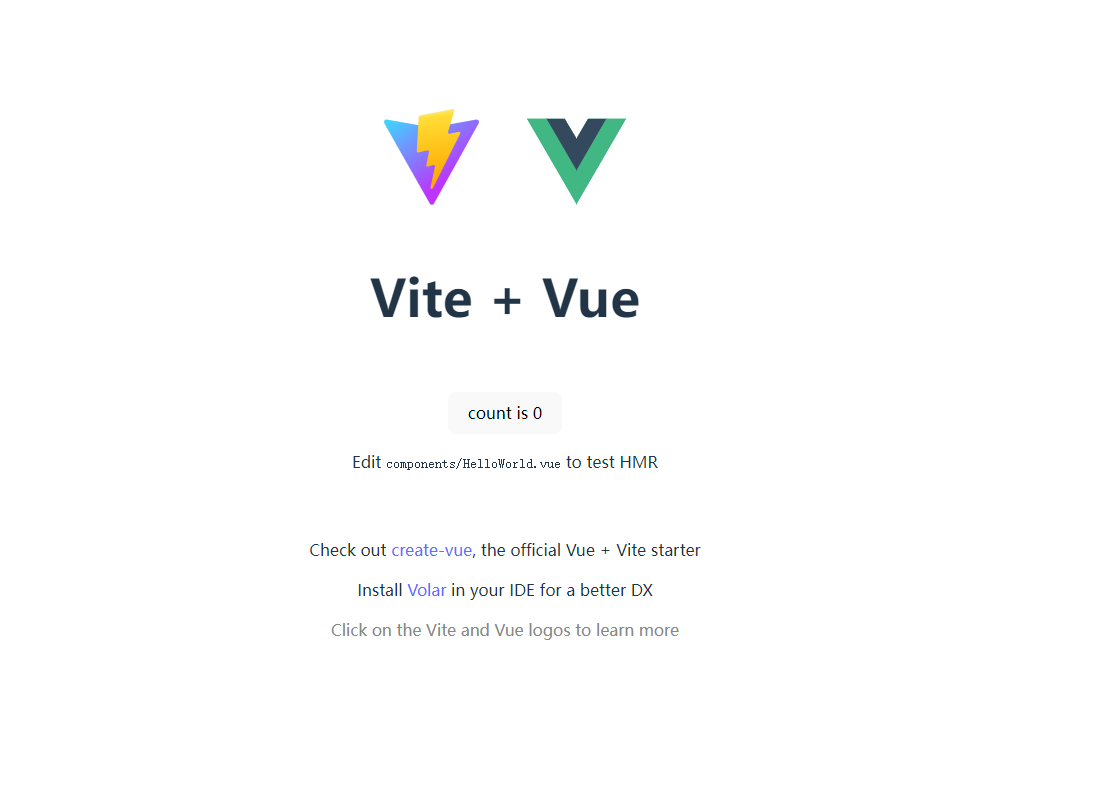 Vite + Vue
count is 0
Edit components/HelloWorld.vue to test HMR
Check out create-vue, the official Vue + Vite starter
Install Volar in your IDE for a better DX
Click on the Vite and Vue logos to learn more